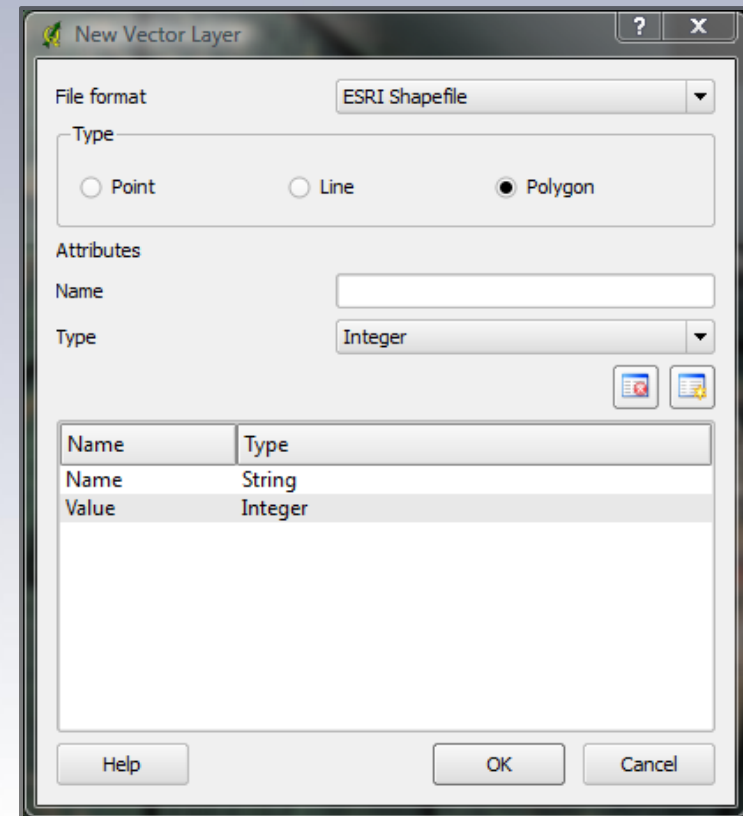 New Vector Layer ? X
File format ESRI Shapefile
Type
Point Line Polygon
Attributes
Name
Type Integer
Name Type
Name String
Value Integer
Help OK Cancel